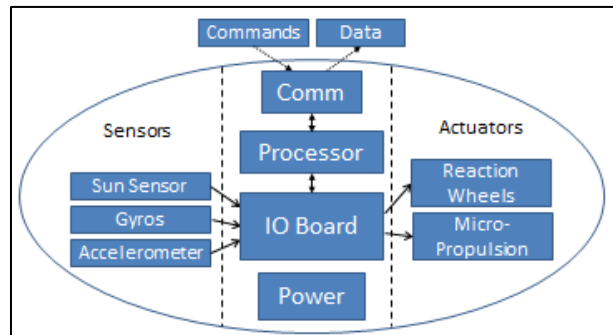 Commands
Data
Comm
Sensors
Actuators
Processor
Sun Sensor
Gyros
Accelerometer
IO Board
Reaction
Wheels
Micro-
Propulsion
Power